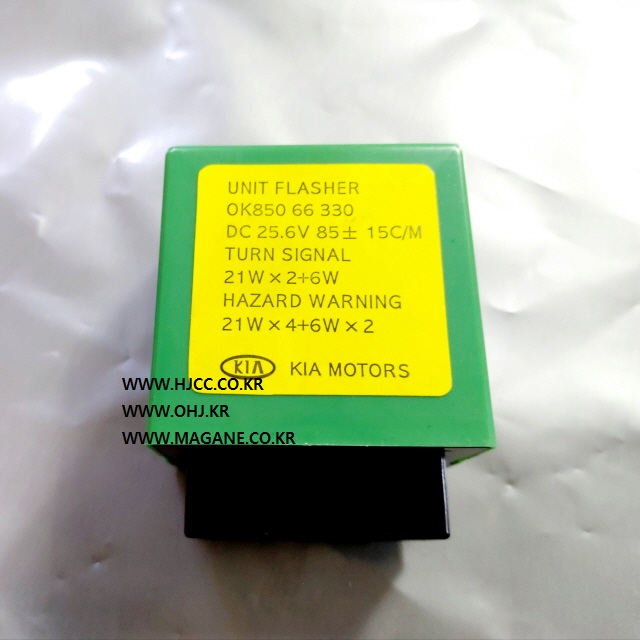 UNIT FLASHER
OK850 66 330
DC 25.6V 85± 15C/M
TURN SIGNAL
21W×2÷6W
HAZARD WARNING
21W×4+6W×2
KIA KIA MOTORS
WWW.HJCC.CO.KR
WWW.OHJ.KR
WWW.MAGANE.CO.KR